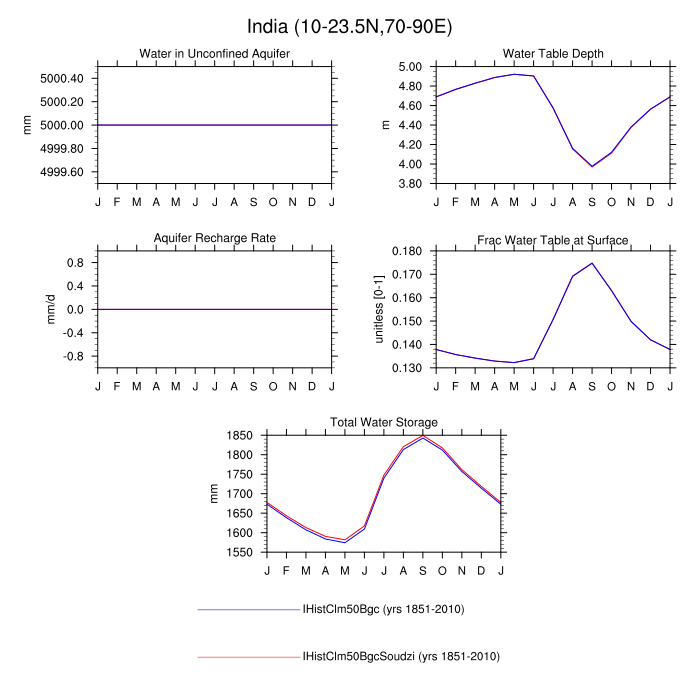 India (10-23.5N,70-90E)
Water in Unconfined Aquifer
5000.40
5000.20
5000.00
4999.80
4999.60
mm
J F M A M J J A S O N D J
Water Table Depth
5.00
4.80
4.60
4.40
4.20
4.00
3.80
m
J F M A M J J A S O N D J
Aquifer Recharge Rate
0.8
0.4
0.0
-0.4
-0.8
mm/d
J F M A M J J A S O N D J
Frac Water Table at Surface
0.180
0.170
0.160
0.150
0.140
0.130
unitless [0-1]
J F M A M J J A S O N D J
Total Water Storage
1850
1800
1750
1700
1650
1600
1550
mm
J F M A M J J A S O N D J
IHistClm50Bgc (yrs 1851-2010)
IHistClm50BgcSoudzi (yrs 1851-2010)